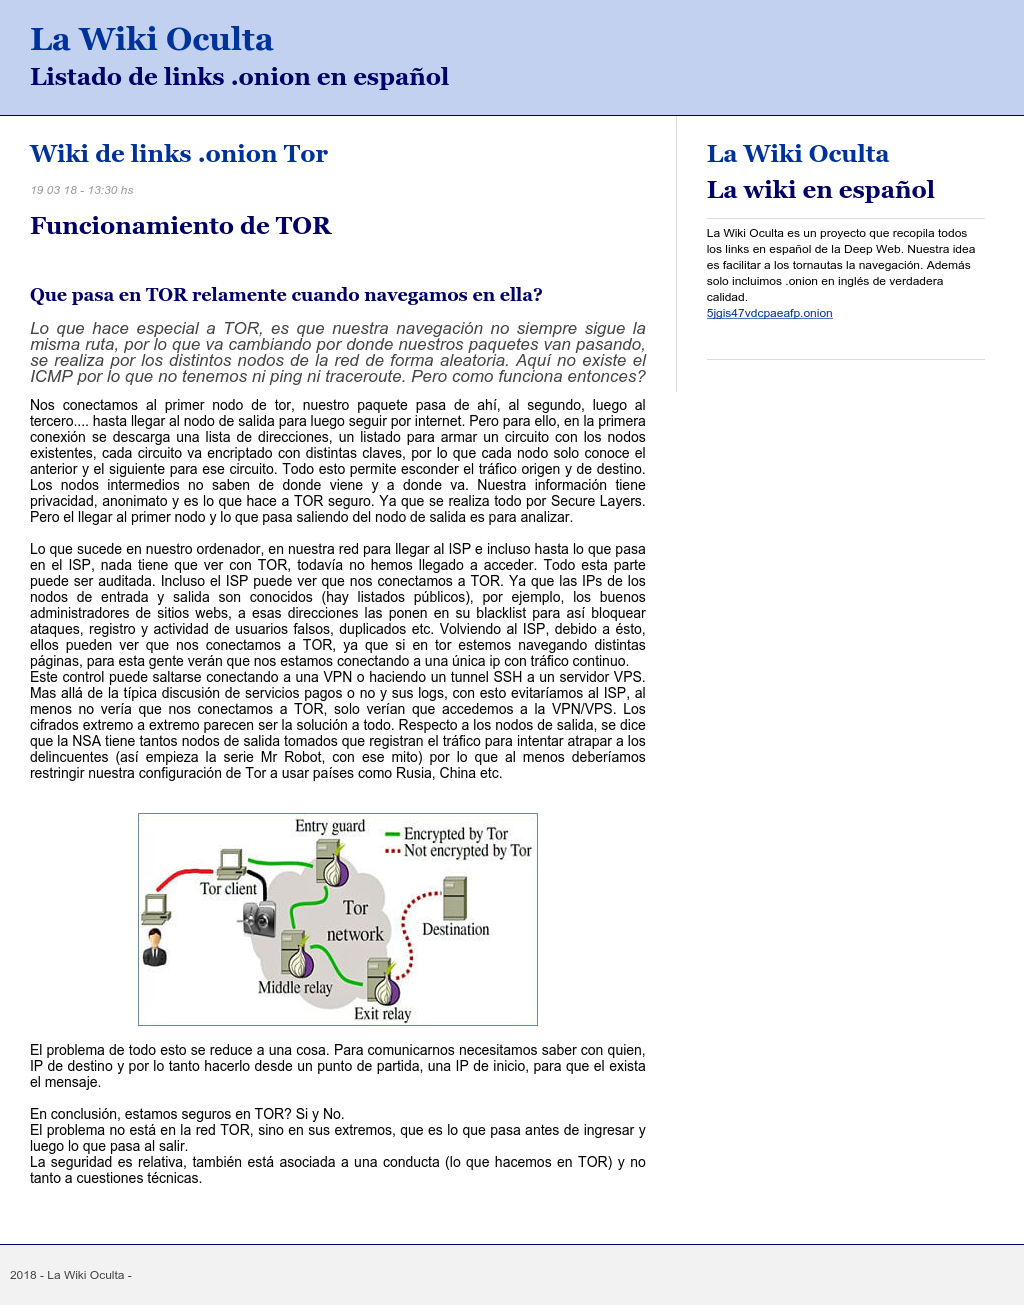 La Wiki Oculta
Listado de links .onion en español
Wiki de links .onion Tor
19 03 18 - 13:30 hs
Funcionamiento de TOR
Que pasa en TOR relamente cuando navegamos en ella?
Lo que hace especial a TOR, es que nuestra navegación no siempre sigue la
misma ruta, por lo que va cambiando por donde nuestros paquetes van pasando,
se realiza por los distintos nodos de la red de forma aleatoria. Aquí no existe el
ICMP por lo que no tenemos ni ping ni traceroute. Pero como funciona entonces?
Nos conectamos al primer nodo de tor, nuestro paquete pasa de ahí, al segundo, luego al
tercero.... hasta llegar al nodo de salida para luego seguir por internet. Pero para ello, en la primera
conexión se descarga una lista de direcciones, un listado para armar un circuito con los nodos
existentes, cada circuito va encriptado con distintas claves, por lo que cada nodo solo conoce el
anterior y el siguiente para ese circuito. Todo esto permite esconder el tráfico origen y de destino.
Los nodos intermedios no saben de donde viene y a donde va. Nuestra información tiene
privacidad, anonimato y es lo que hace a TOR seguro. Ya que se realiza todo por Secure Layers.
Pero el llegar al primer nodo y lo que pasa saliendo del nodo de salida es para analizar.
Lo que sucede en nuestro ordenador, en nuestra red para llegar al ISP e incluso hasta lo que pasa
en el ISP, nada tiene que ver con TOR, todavía no hemos llegado a acceder. Todo esta parte
puede ser auditada. Incluso el ISP puede ver que nos conectamos a TOR. Ya que las IPs de los
nodos de entrada y salida son conocidos (hay listados públicos), por ejemplo, los buenos
administradores de sitios webs, a esas direcciones las ponen en su blacklist para así bloquear
ataques, registro y actividad de usuarios falsos, duplicados etc. Volviendo al ISP, debido a ésto,
ellos pueden ver que nos conectamos a TOR, ya que si en tor estemos navegando distintas
páginas, para esta gente verán que nos estamos conectando a una única ip con tráfico continuo.
Este control puede saltarse conectando a una VPN o haciendo un tunnel SSH a un servidor VPS.
Mas allá de la típica discusión de servicios pagos o no y sus logs, con esto evitaríamos al ISP, al
menos no vería que nos conectamos a TOR, solo verían que accedemos a la VPN/VPS. Los
cifrados extremo a extremo parecen ser la solución a todo. Respecto a los nodos de salida, se dice
que la NSA tiene tantos nodos de salida tomados que registran el tráfico para intentar atrapar a los
delincuentes (así empieza la serie Mr Robot, con ese mito) por lo que al menos deberíamos
restringir nuestra configuración de Tor a usar países como Rusia, China etc.
Entry guard
Encrypted by Tor
Not encrypted by Tor
Tor client
Tor
network
Destination
Middle relay
Exit relay
El problema de todo esto se reduce a una cosa. Para comunicarnos necesitamos saber con quien,
IP de destino y por lo tanto hacerlo desde un punto de partida, una IP de inicio, para que el exista
el mensaje.
En conclusión, estamos seguros en TOR? Si y No.
El problema no está en la red TOR, sino en sus extremos, que es lo que pasa antes de ingresar y
luego lo que pasa al salir.
La seguridad es relativa, también está asociada a una conducta (lo que hacemos en TOR) y no
tanto a cuestiones técnicas.
La Wiki Oculta
La wiki en español
La Wiki Oculta es un proyecto que recopila todos
los links en español de la Deep Web. Nuestra idea
es facilitar a los tornautas la navegación. Además
solo incluimos .onion en inglés de verdadera
calidad.
5jgis47vdcpaeafp.onion
2018 - La Wiki Oculta -